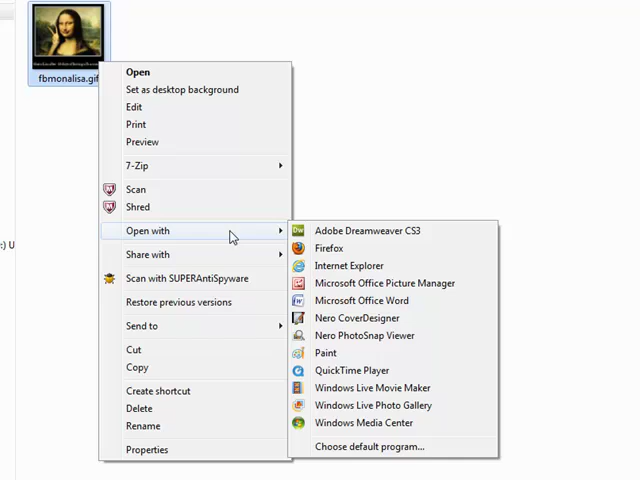 fbmonalisa.gif
Open
Set as desktop background
Edit
Print
Preview
7-Zip
Scan
Shred
Open with
Share with
Scan with SUPERAntiSpyware
Restore previous versions
Send to
Cut
Copy
Create shortcut
Delete
Rename
Properties
Adobe Dreamweaver CS3
Firefox
Internet Explorer
Microsoft Office Picture Manager
Microsoft Office Word
Nero CoverDesigner
Nero PhotoSnap Viewer
Paint
QuickTime Player
Windows Live Movie Maker
Windows Live Photo Gallery
Windows Media Center
Choose default program...
:) U